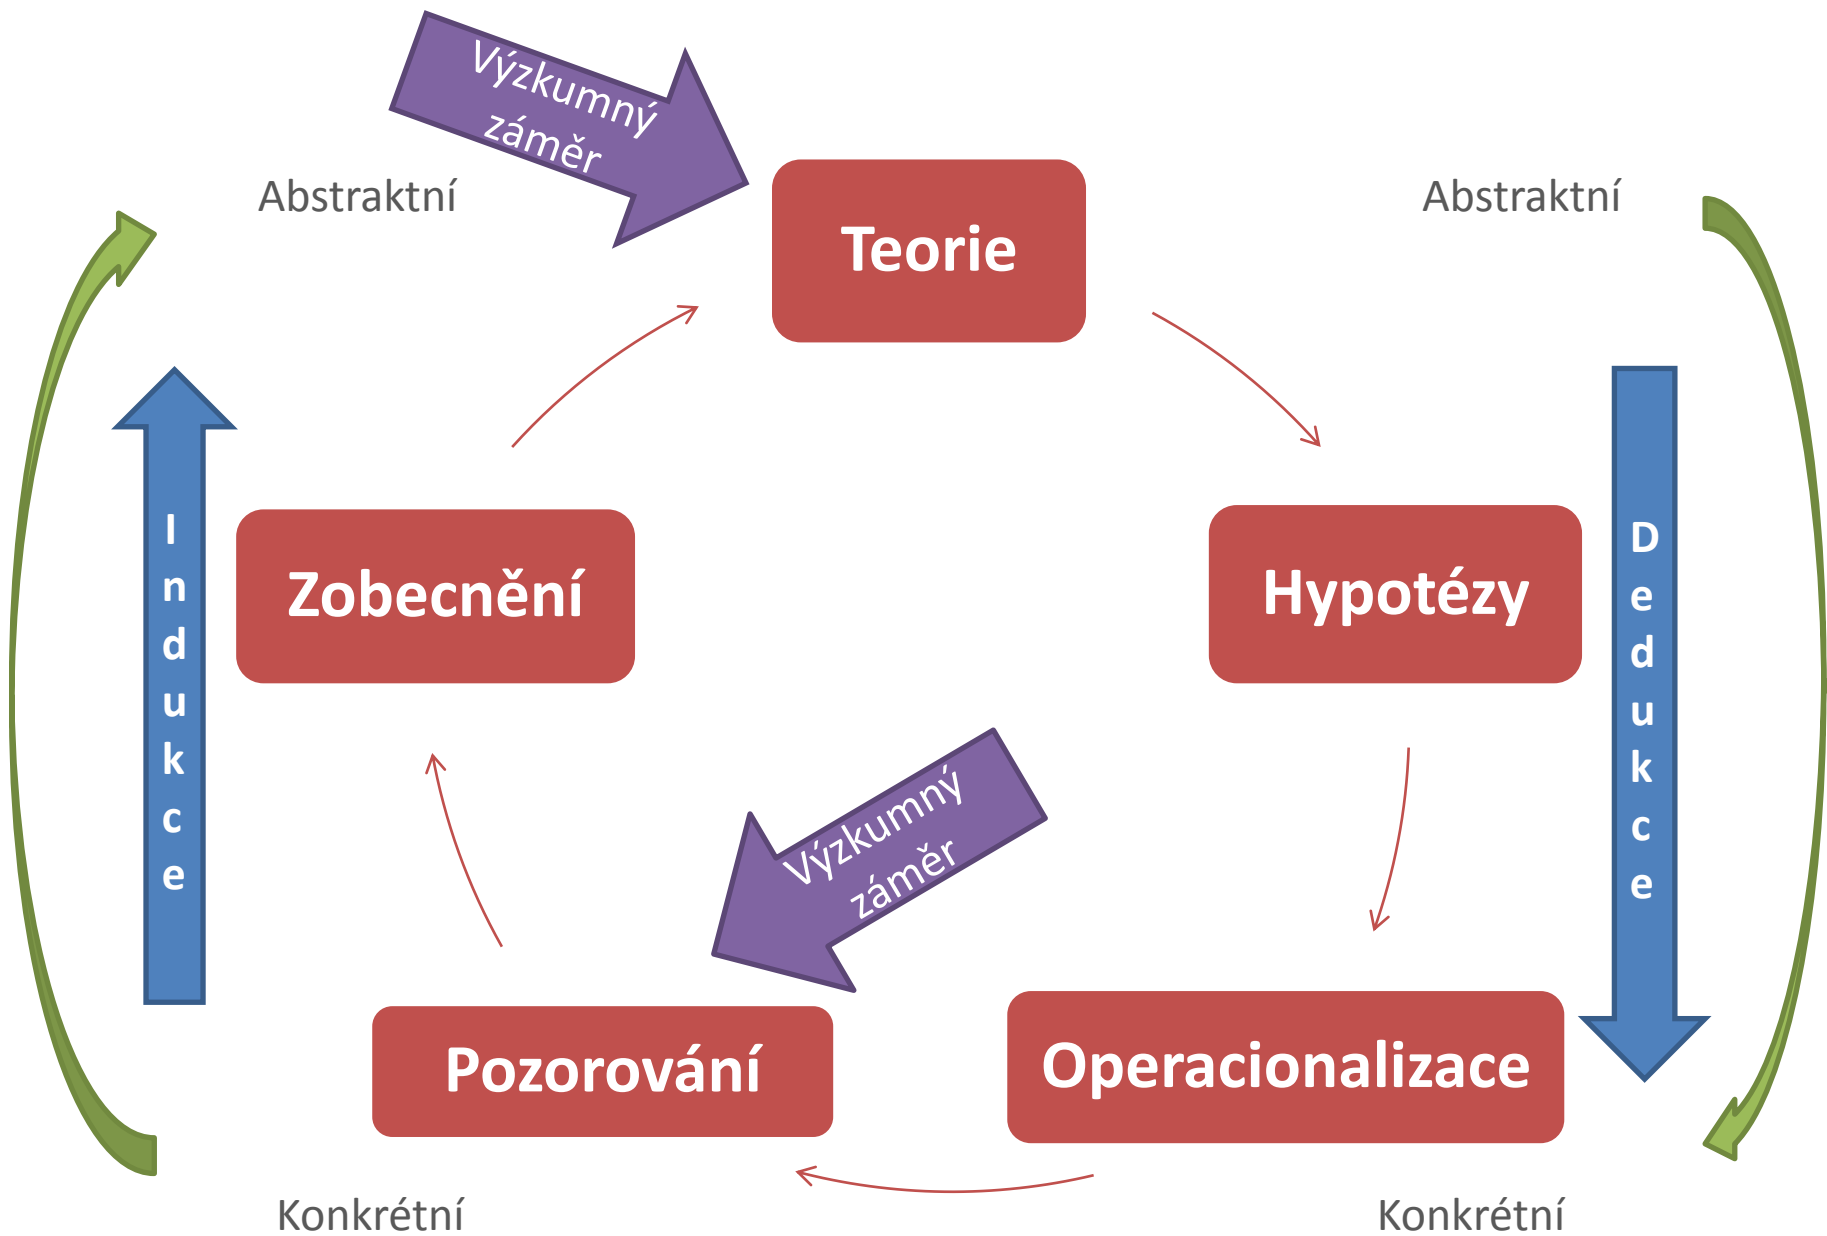 Výzkumný
záměr
Abstraktní
Abstraktní
Teorie
Indukce
Zobecnění
Hypotézy
Dedukce
Výzkumný
záměr
Pozorování
Operacionalizace
Konkrétní
Konkrétní